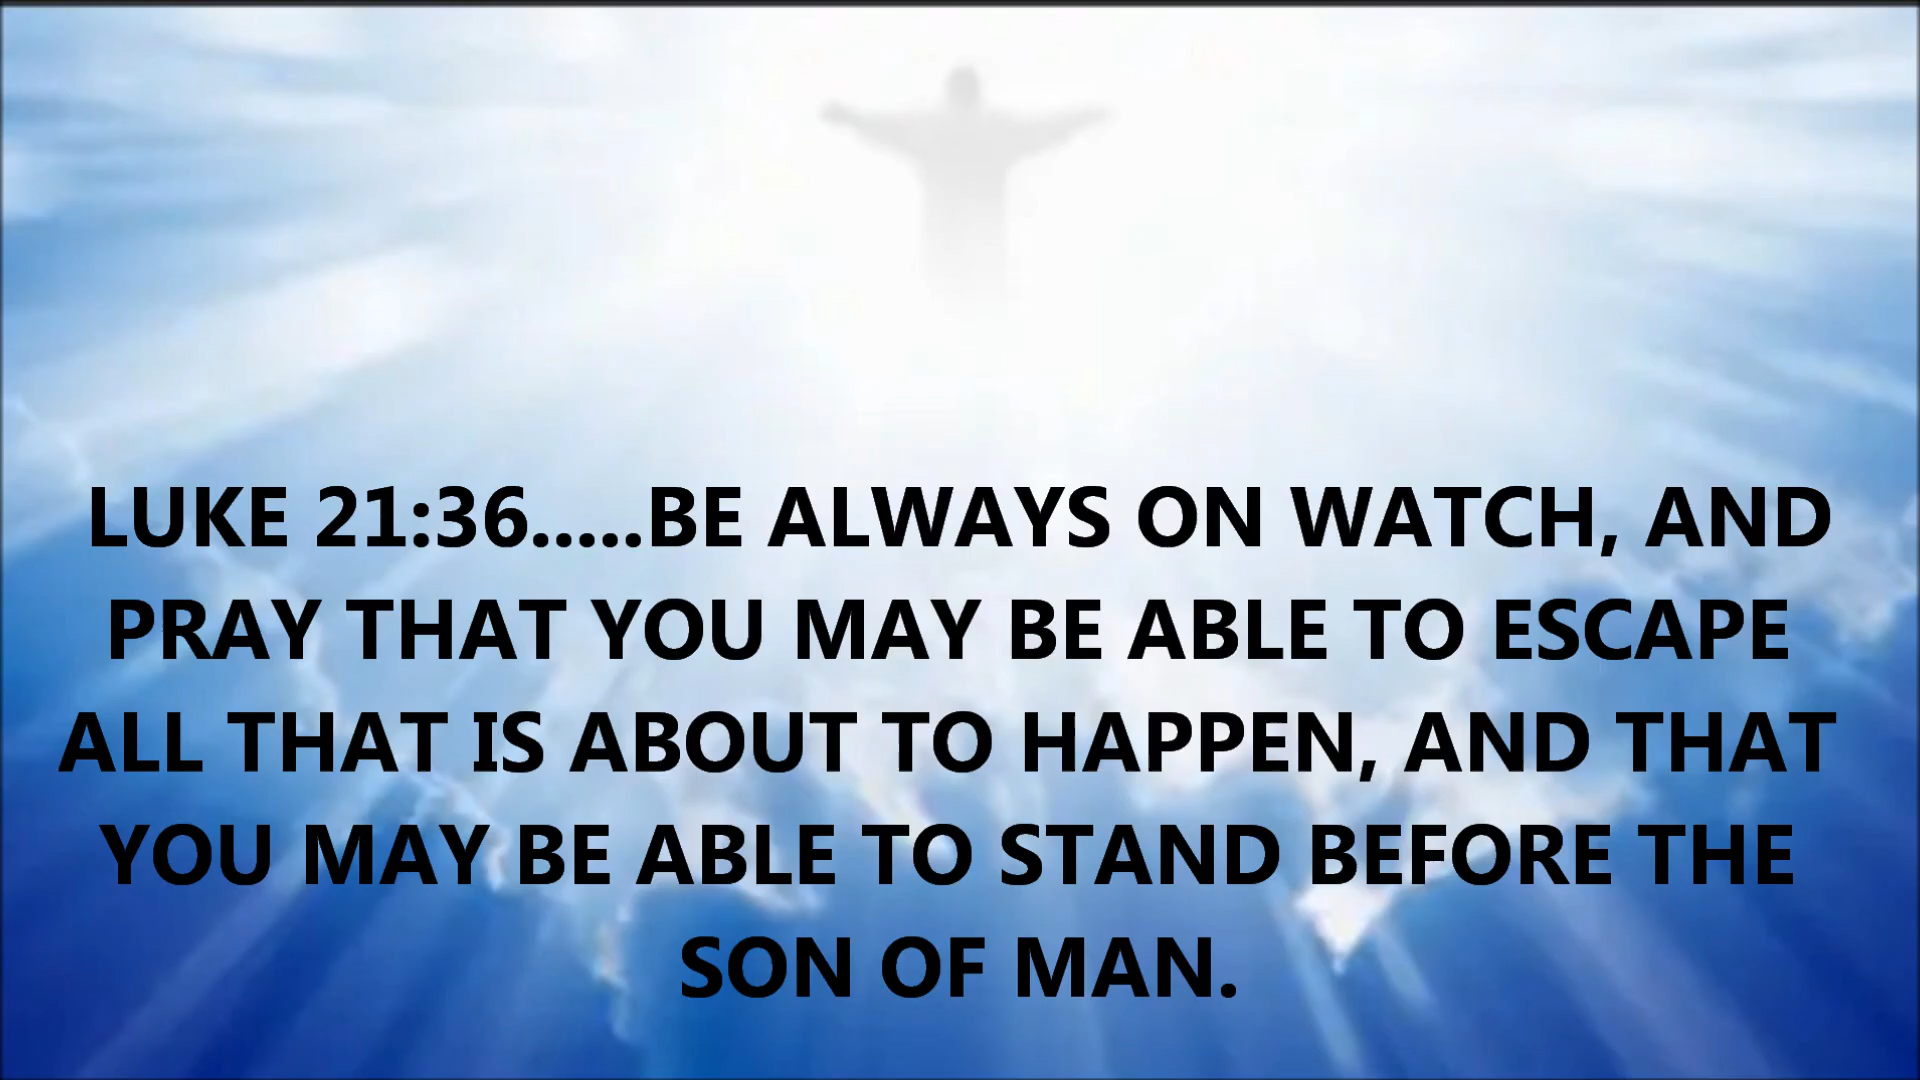 LUKE 21:36.....BE ALWAYS ON WATCH, AND
PRAY THAT YOU MAY BE ABLE TO ESCAPE
ALL THAT IS ABOUT TO HAPPEN, AND THAT
YOU MAY BE ABLE TO STAND BEFORE THE
SON OF MAN.